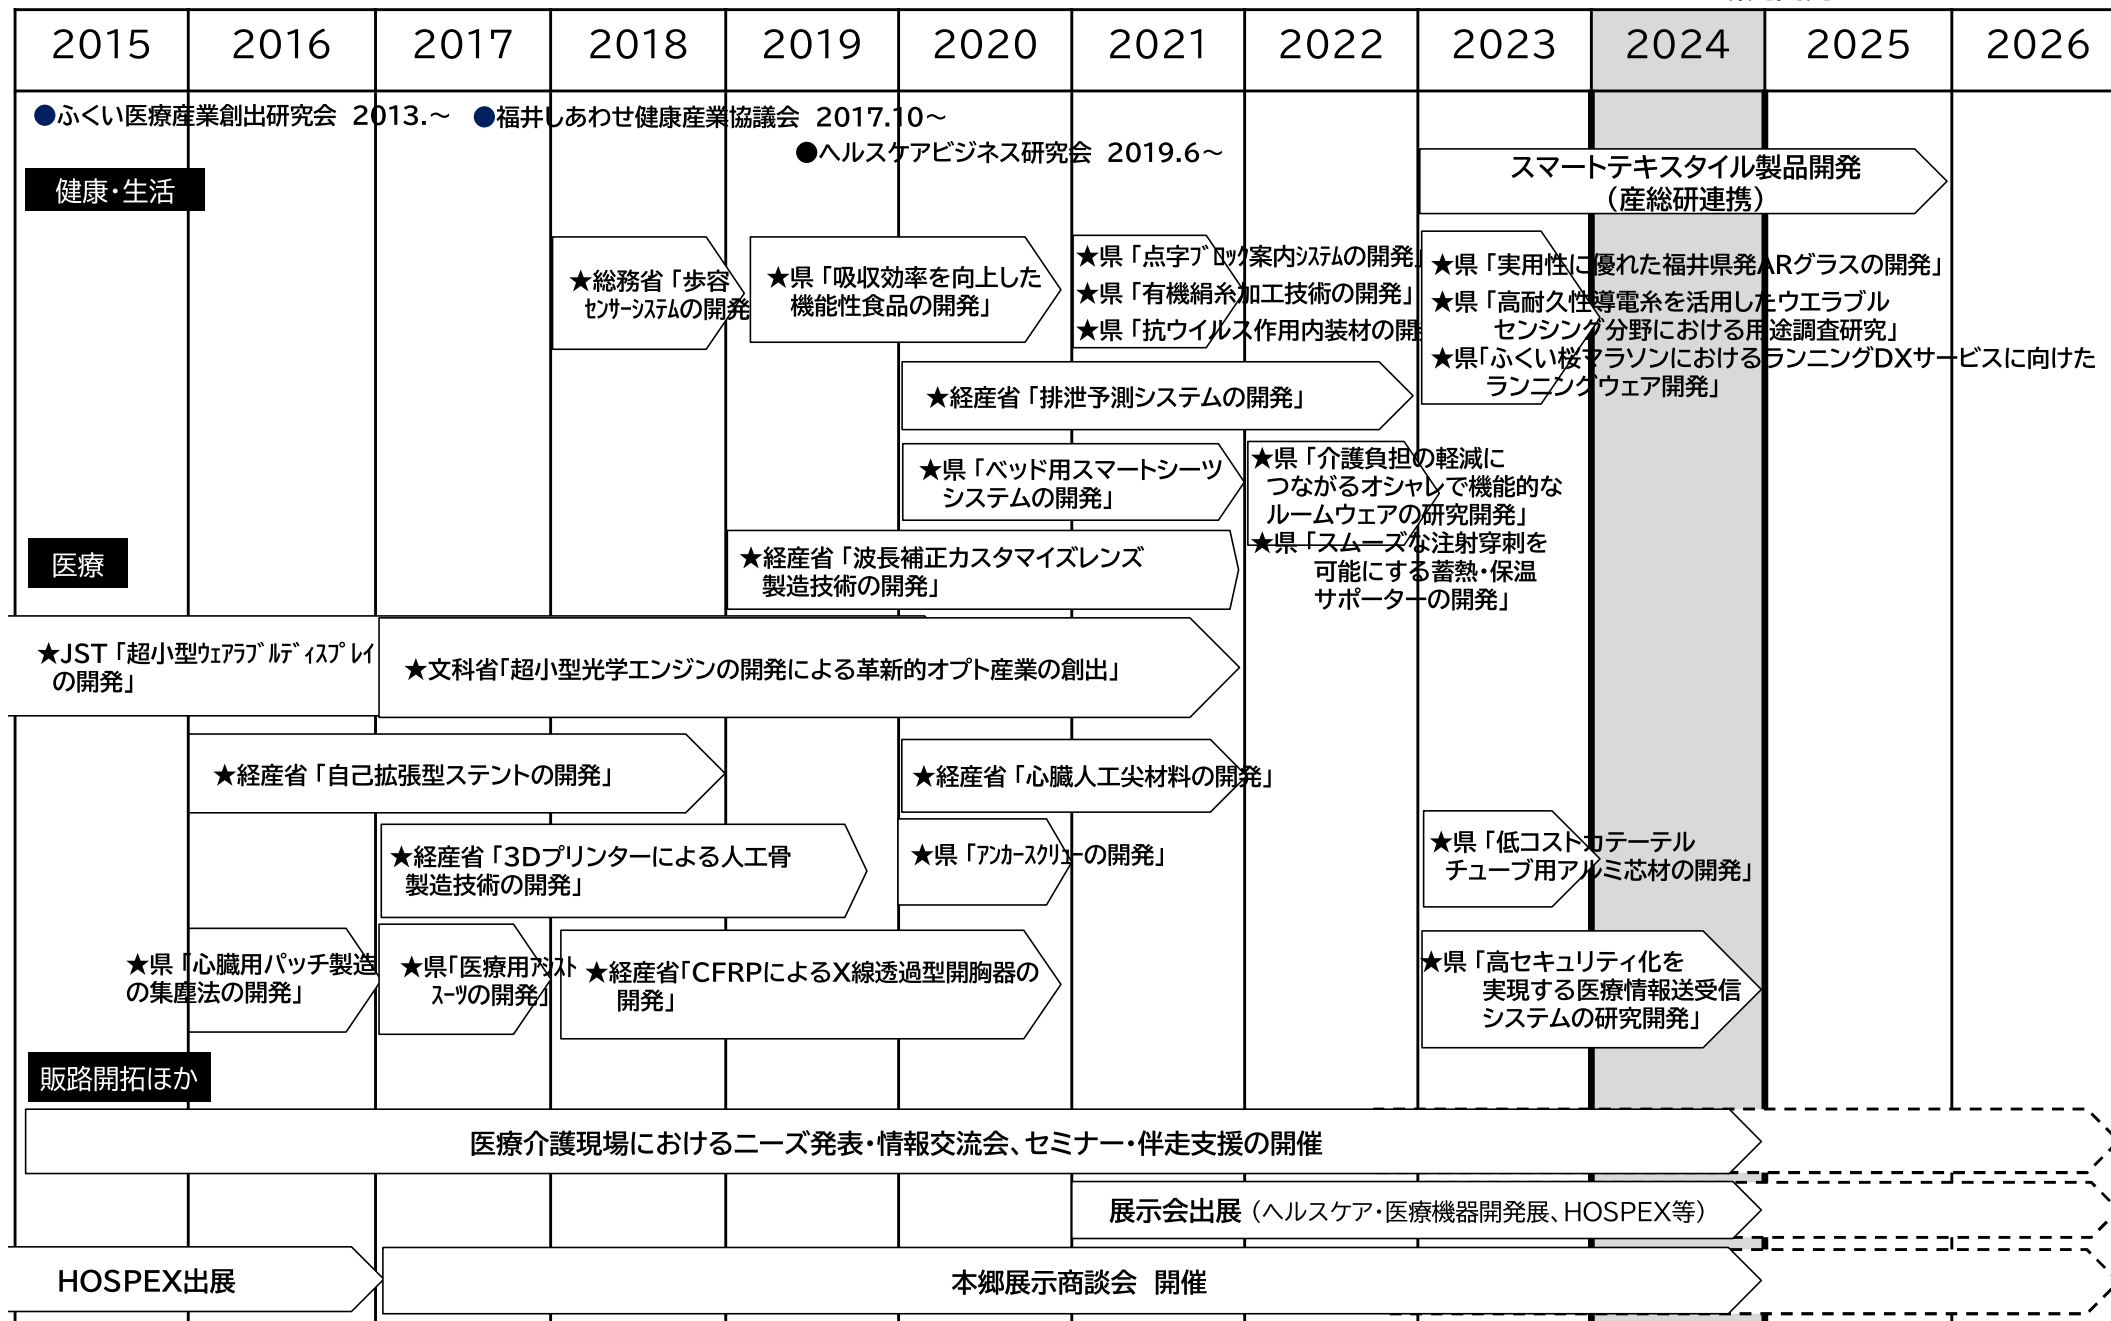 2015 2016 2017 2018 2019 2020 2021 2022 2023 2024 2025 2026
●ふくい医療産業創出研究会 2013.～ ●福井しあわせ健康産業協議会 2017.10～
●ヘルスケアビジネス研究会 2019.6～
スマートテキスタイル製品開発
（産総研連携）
健康・生活
★総務省「歩容
センサーシステムの開発
★県「吸収効率を向上した
機能性食品の開発」
★県「点字ブロック案内システムの開発」
★県「有機絹糸加工技術の開発」
★県「抗ウイルス作用内装材の開
★県「実用性に優れた福井県発ARグラスの開発」
★県「高耐久性導電糸を活用したウエラブル
センシング分野における用途調査研究」
★県「ふくい桜マラソンにおけるランニングDXサービスに向けた
ランニングウェア開発」
★経産省「排泄予測システムの開発」
★県「ベッド用スマートシーツ
システムの開発」
★県「介護負担の軽減に
つながるオシャレで機能的な
ルームウェアの研究開発」
★県「スムーズな注射穿刺を
可能にする蓄熱・保温
サポーターの開発」
医療
★経産省「波長補正カスタマイズレンズ
製造技術の開発」
★JST「超小型ウェアラブルディスプレイ
の開発」
★文科省「超小型光学エンジンの開発による革新的オプト産業の創出」
★経産省「自己拡張型ステントの開発」
★経産省「心臓人工尖材料の開発」
★経産省「3Dプリンターによる人工骨
製造技術の開発」
★県「アンカースクリューの開発」
★県「低コストカテーテル
チューブ用アルミ芯材の開発」
★県「心臓用パッチ製造
の集塵法の開発」
★県「医療用アシスト
スーツの開発」
★経産省「CFRPによるX線透過型開胸器の
開発」
★県「高セキュリティ化を
実現する医療情報送受信
システムの研究開発」
販路開拓ほか
医療介護現場におけるニーズ発表・情報交流会、セミナー・伴走支援の開催
展示会出展（ヘルスケア・医療機器開発展、HOSPEX等）
HOSPEX出展
本郷展示商談会 開催